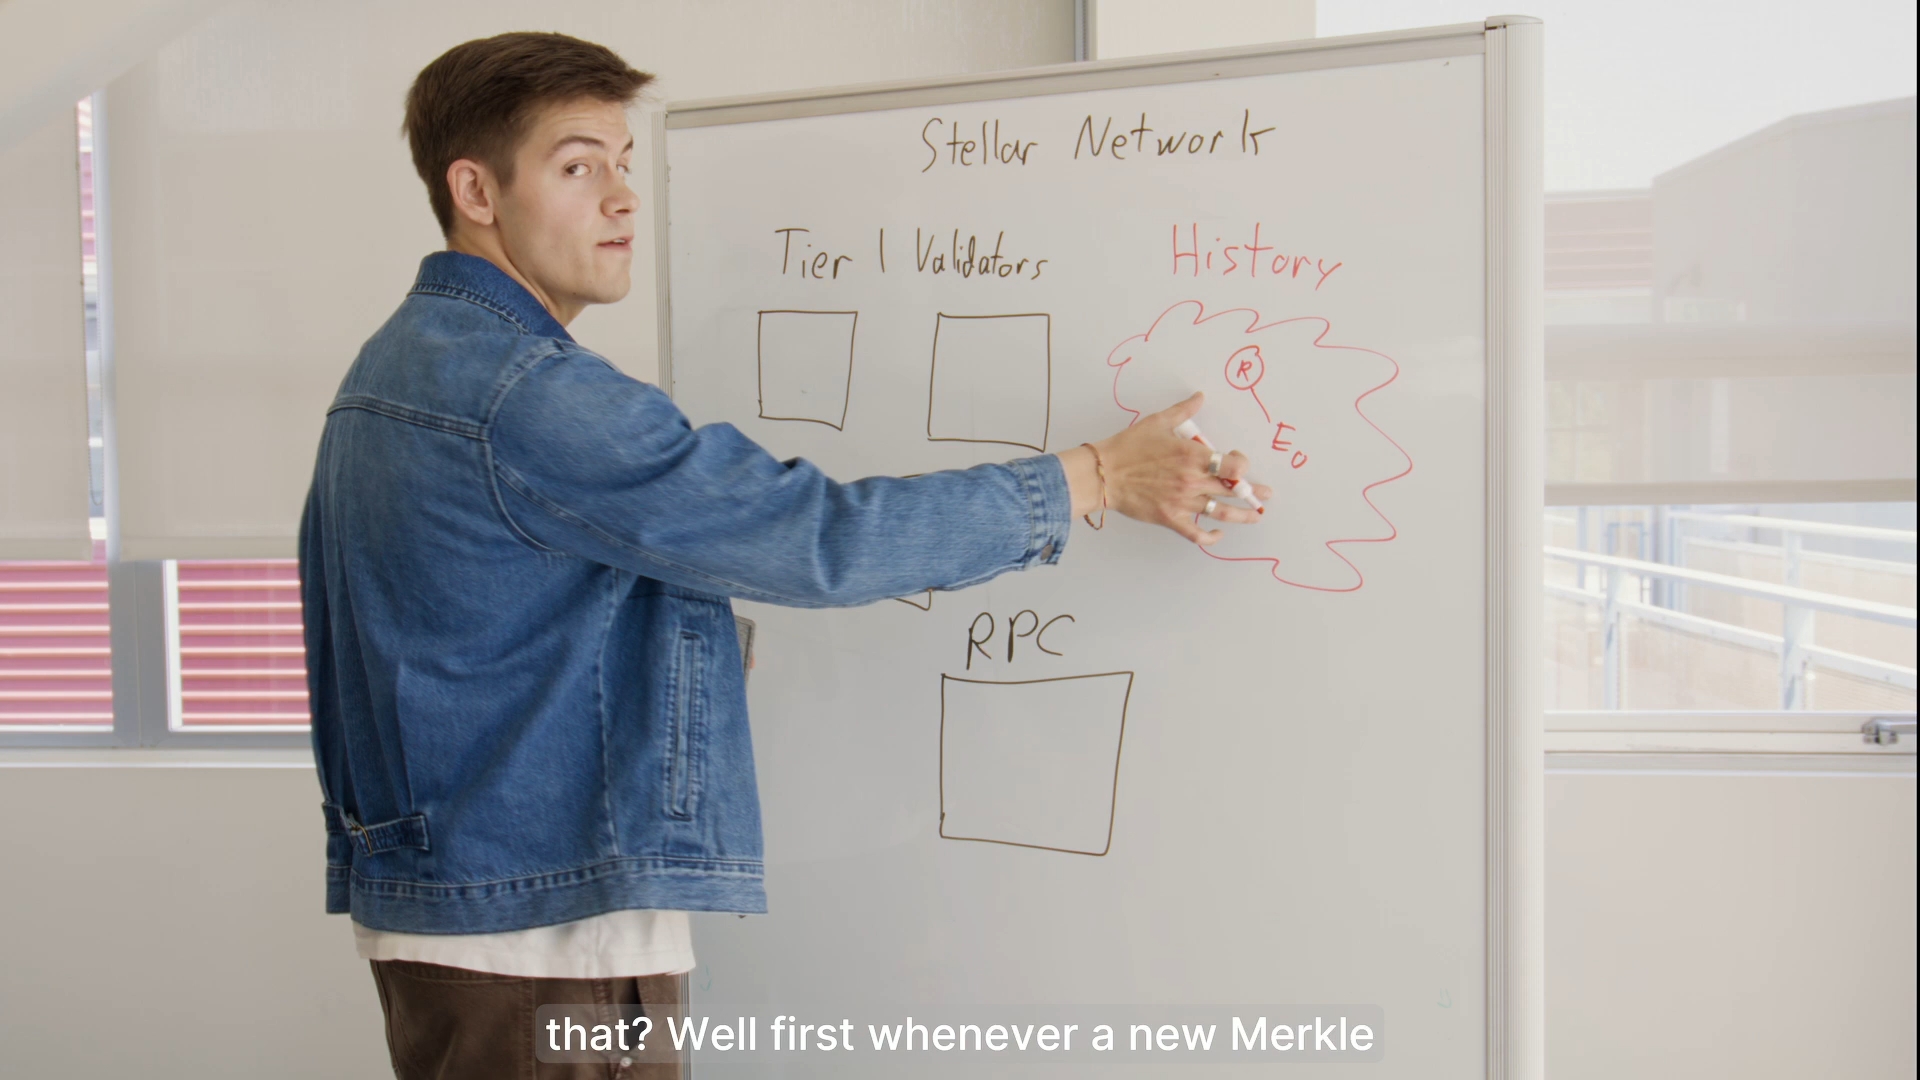 Stellar Network
Tier 1 Validators
History
R
E0
RPC
that? Well first whenever a new Merkle